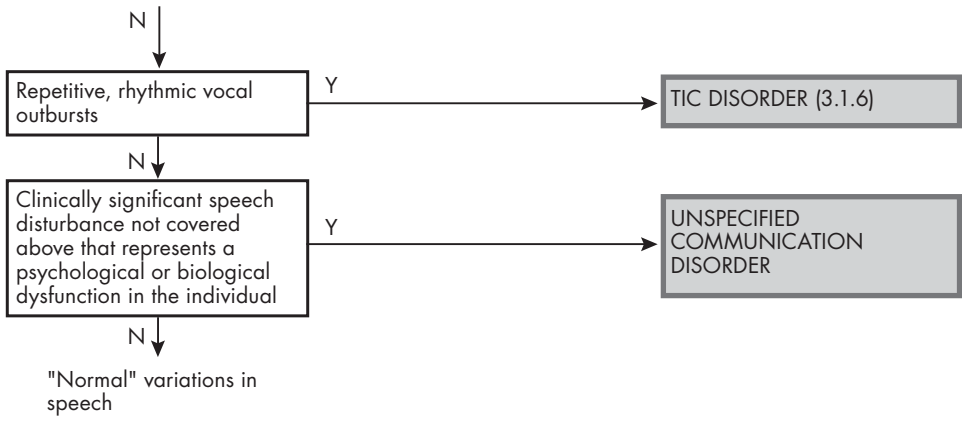 N
Repetitive, rhythmic vocal
outbursts
Y
TIC DISORDER (3.1.6)
N
Clinically significant speech
disturbance not covered
above that represents a
psychological or biological
dysfunction in the individual
Y
UNSPECIFIED
COMMUNICATION
DISORDER
N
"Normal" variations in
speech